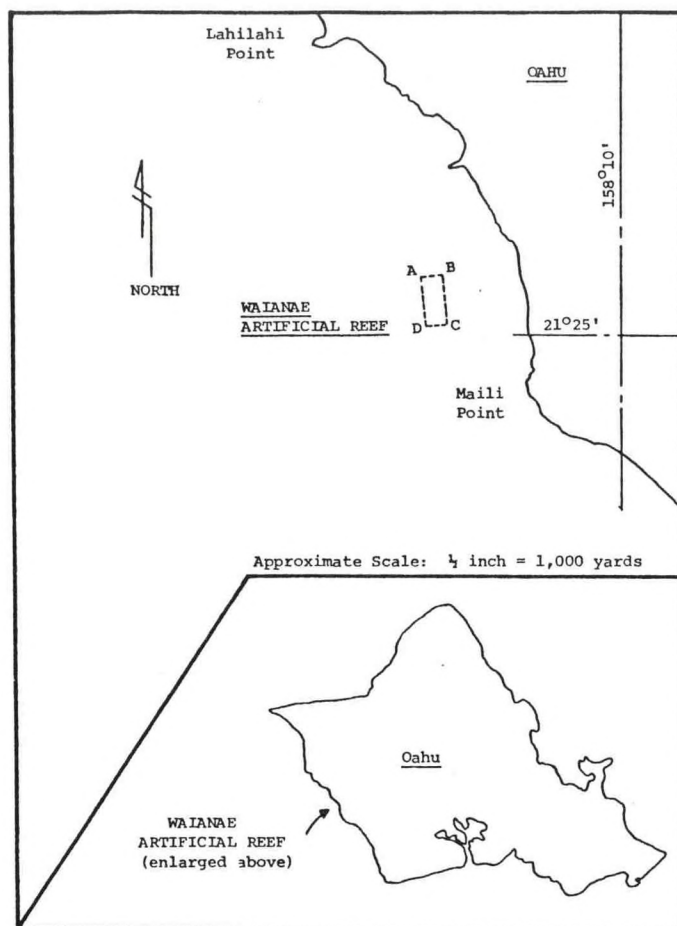 Lahilahi
Point
OAHU
158°10'
NORTH
A B
WAIANAE
ARTIFICIAL REEF
D C
21°25'
Maili
Point
Approximate Scale: ½ inch = 1,000 yards
Oahu
WAIANAE
ARTIFICIAL REEF
(enlarged above)